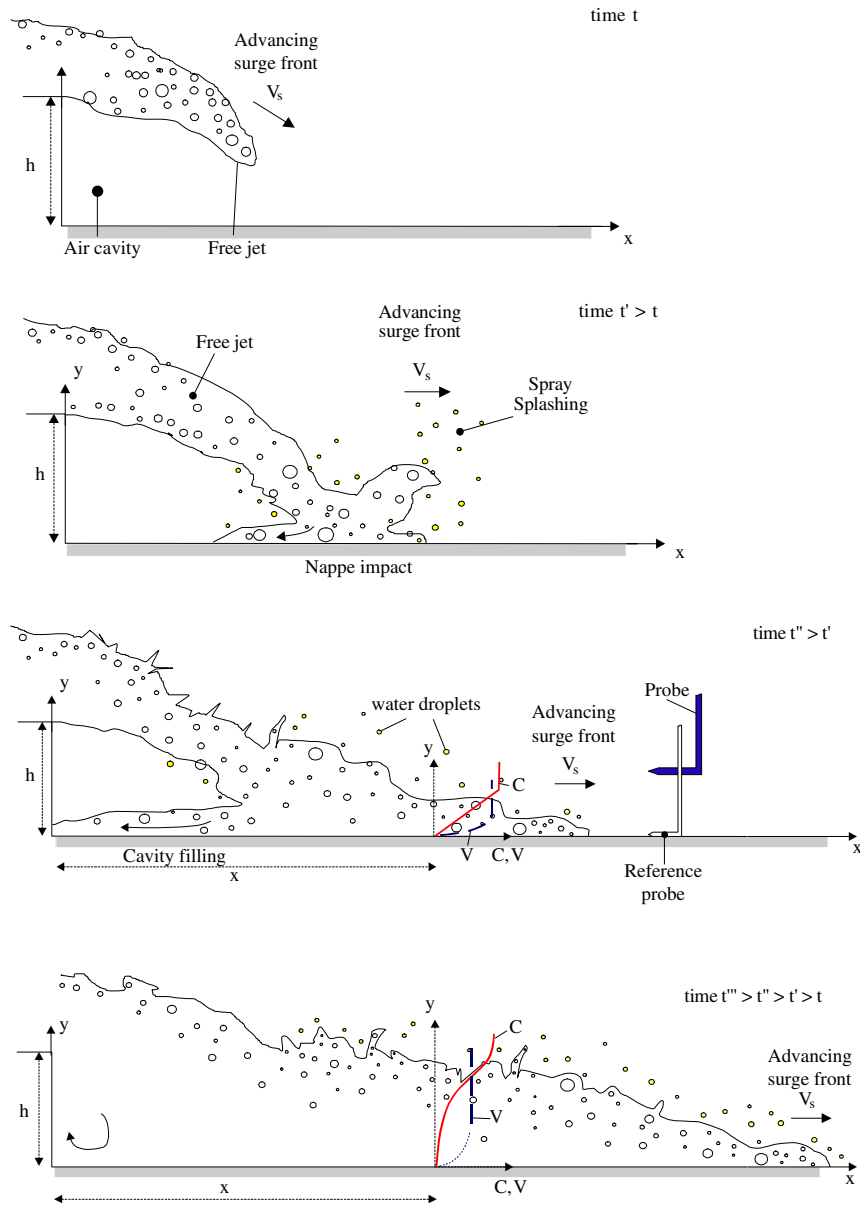 time t
Advancing
surge front
Vs
h
x
Air cavity
Free jet
time t' > t
Advancing
surge front
Free jet
y
Vs
Spray
Splashing
h
x
Nappe impact
time t'' > t'
Probe
y
water droplets
Advancing
surge front
y
Vs
h
C
x
Cavity filling
V
C, V
x
Reference
probe
time t''' > t'' > t' > t
y
C
y
Advancing
surge front
Vs
h
V
x
x
C, V